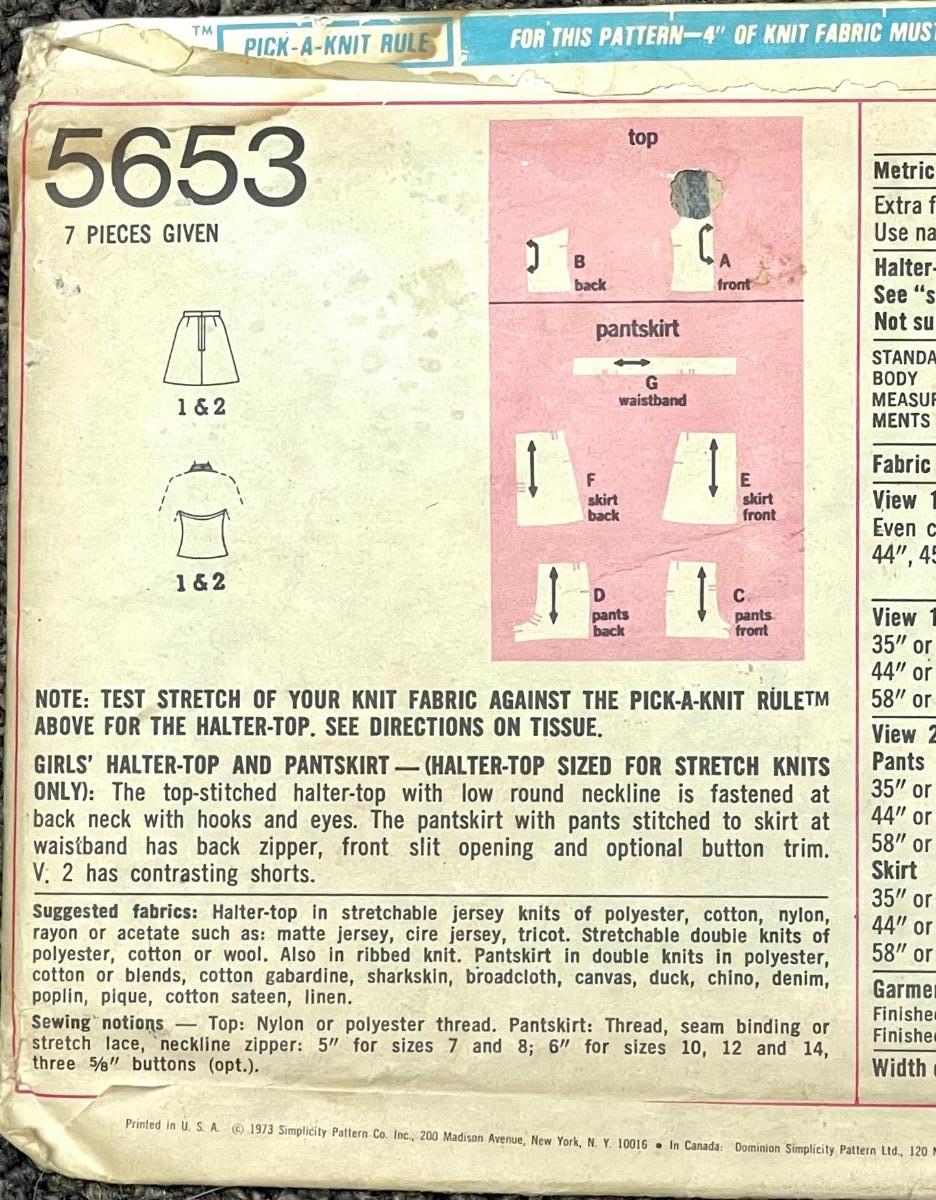 TM
PICK-A-KNIT RULE
FOR THIS PATTERN—4" OF KNIT FABRIC MUST
5653
7 PIECES GIVEN
1 & 2
1 & 2
top
B
back
A
front
pantskirt
G
waistband
F
skirt
back
E
skirt
front
D
pants
back
C
pants
front
NOTE: TEST STRETCH OF YOUR KNIT FABRIC AGAINST THE PICK-A-KNIT RULE™
ABOVE FOR THE HALTER-TOP. SEE DIRECTIONS ON TISSUE.
GIRLS' HALTER-TOP AND PANTSKIRT — (HALTER-TOP SIZED FOR STRETCH KNITS
ONLY): The top-stitched halter-top with low round neckline is fastened at
back neck with hooks and eyes. The pantskirt with pants stitched to skirt at
waistband has back zipper, front slit opening and optional button trim.
V. 2 has contrasting shorts.
Suggested fabrics: Halter-top in stretchable jersey knits of polyester, cotton, nylon,
rayon or acetate such as: matte jersey, cire jersey, tricot. Stretchable double knits of
polyester, cotton or wool. Also in ribbed knit. Pantskirt in double knits in polyester,
cotton or blends, cotton gabardine, sharkskin, broadcloth, canvas, duck, chino, denim,
poplin, pique, cotton sateen, linen.
Sewing notions — Top: Nylon or polyester thread. Pantskirt: Thread, seam binding or
stretch lace, neckline zipper: 5" for sizes 7 and 8; 6" for sizes 10, 12 and 14,
three 5/8" buttons (opt.).
Metric
Extra f
Use na
Halter-
See "s
Not su
STANDA
BODY
MEASUR
MENTS
Fabric
View 1
Even c
44", 45
View 1
35" or
44" or
58" or
View 2
Pants
35" or
44" or
58" or
Skirt
35" or
44" or
58" or
Garmen
Finished
Finished
Width
Printed in U. S. A. © 1973 Simplicity Pattern Co. Inc., 200 Madison Avenue, New York, N. Y. 10016 • In Canada: Dominion Simplicity Pattern Ltd., 120